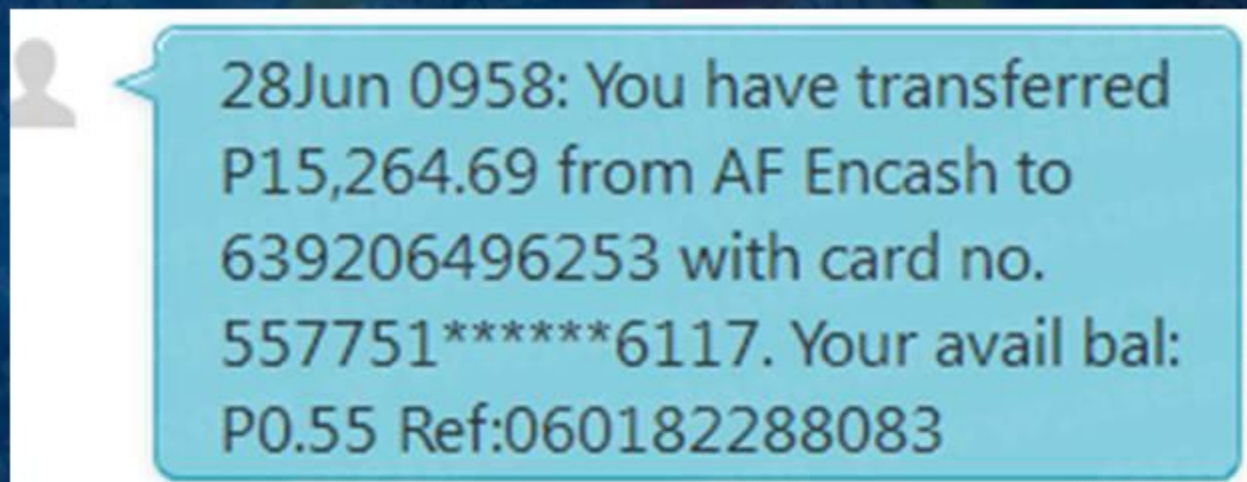 28Jun 0958: You have transferred
P15,264.69 from AF Encash to
639206496253 with card no.
557751******6117. Your avail bal:
P0.55 Ref:060182288083